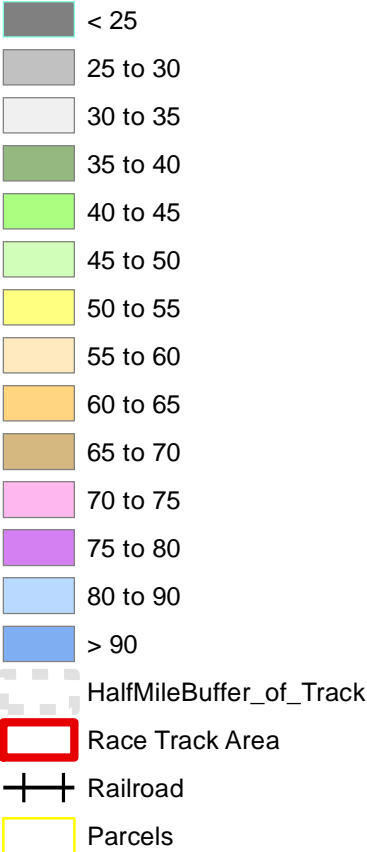 < 25
25 to 30
30 to 35
35 to 40
40 to 45
45 to 50
50 to 55
55 to 60
60 to 65
65 to 70
70 to 75
75 to 80
80 to 90
> 90
HalfMileBuffer_of_Track
Race Track Area
Railroad
Parcels